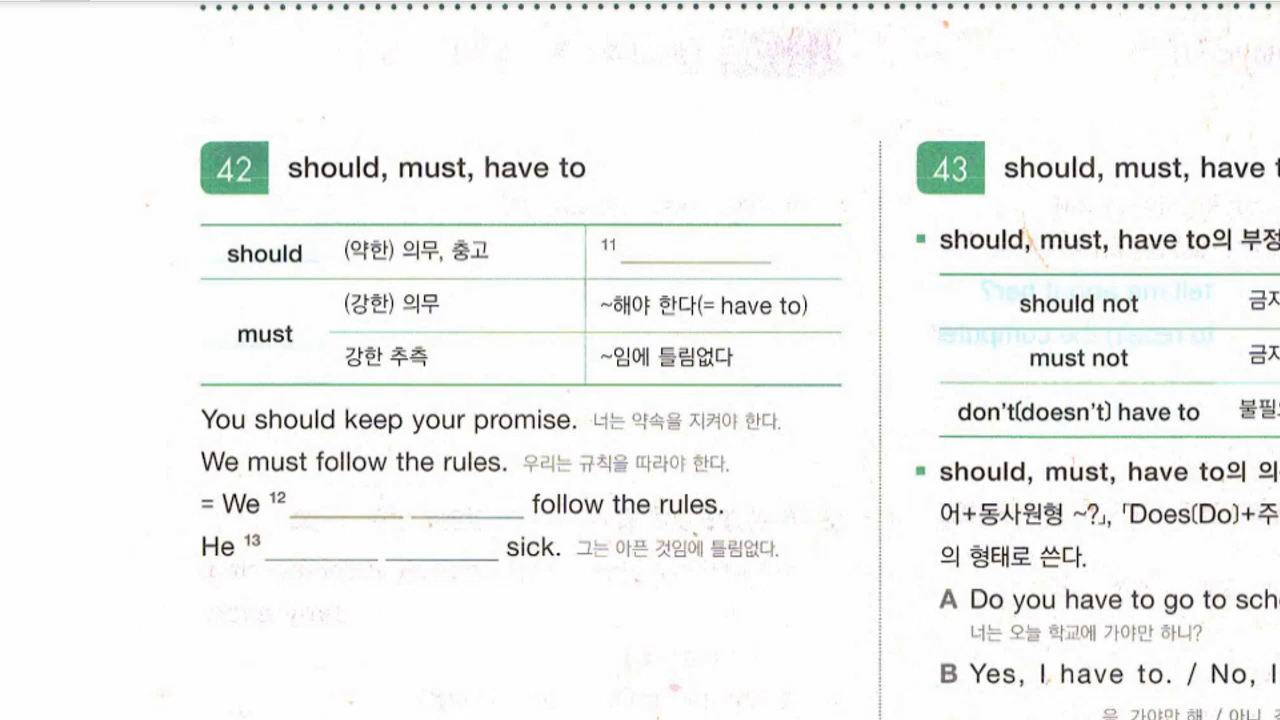 42 should, must, have to
should (약한) 의무, 충고 11
must (강한) 의무 ~해야 한다(= have to)
강한 추측 ~임에 틀림없다
You should keep your promise. 너는 약속을 지켜야 한다.
We must follow the rules. 우리는 규칙을 따라야 한다.
= We 12 follow the rules.
He 13 sick. 그는 아픈 것임에 틀림없다.
43 should, must, have
should, must, have to의 부정
should not 금지
must not 금지
don't(doesn't) have to
should, must, have to의
어+동사원형 ~?」, 「Does(Do)+주
의 형태로 쓴다.
A Do you have to go to
너는 오늘 학교에 가야만 하니?
B Yes, I have to. / No, I
가야만 해. / 아니,